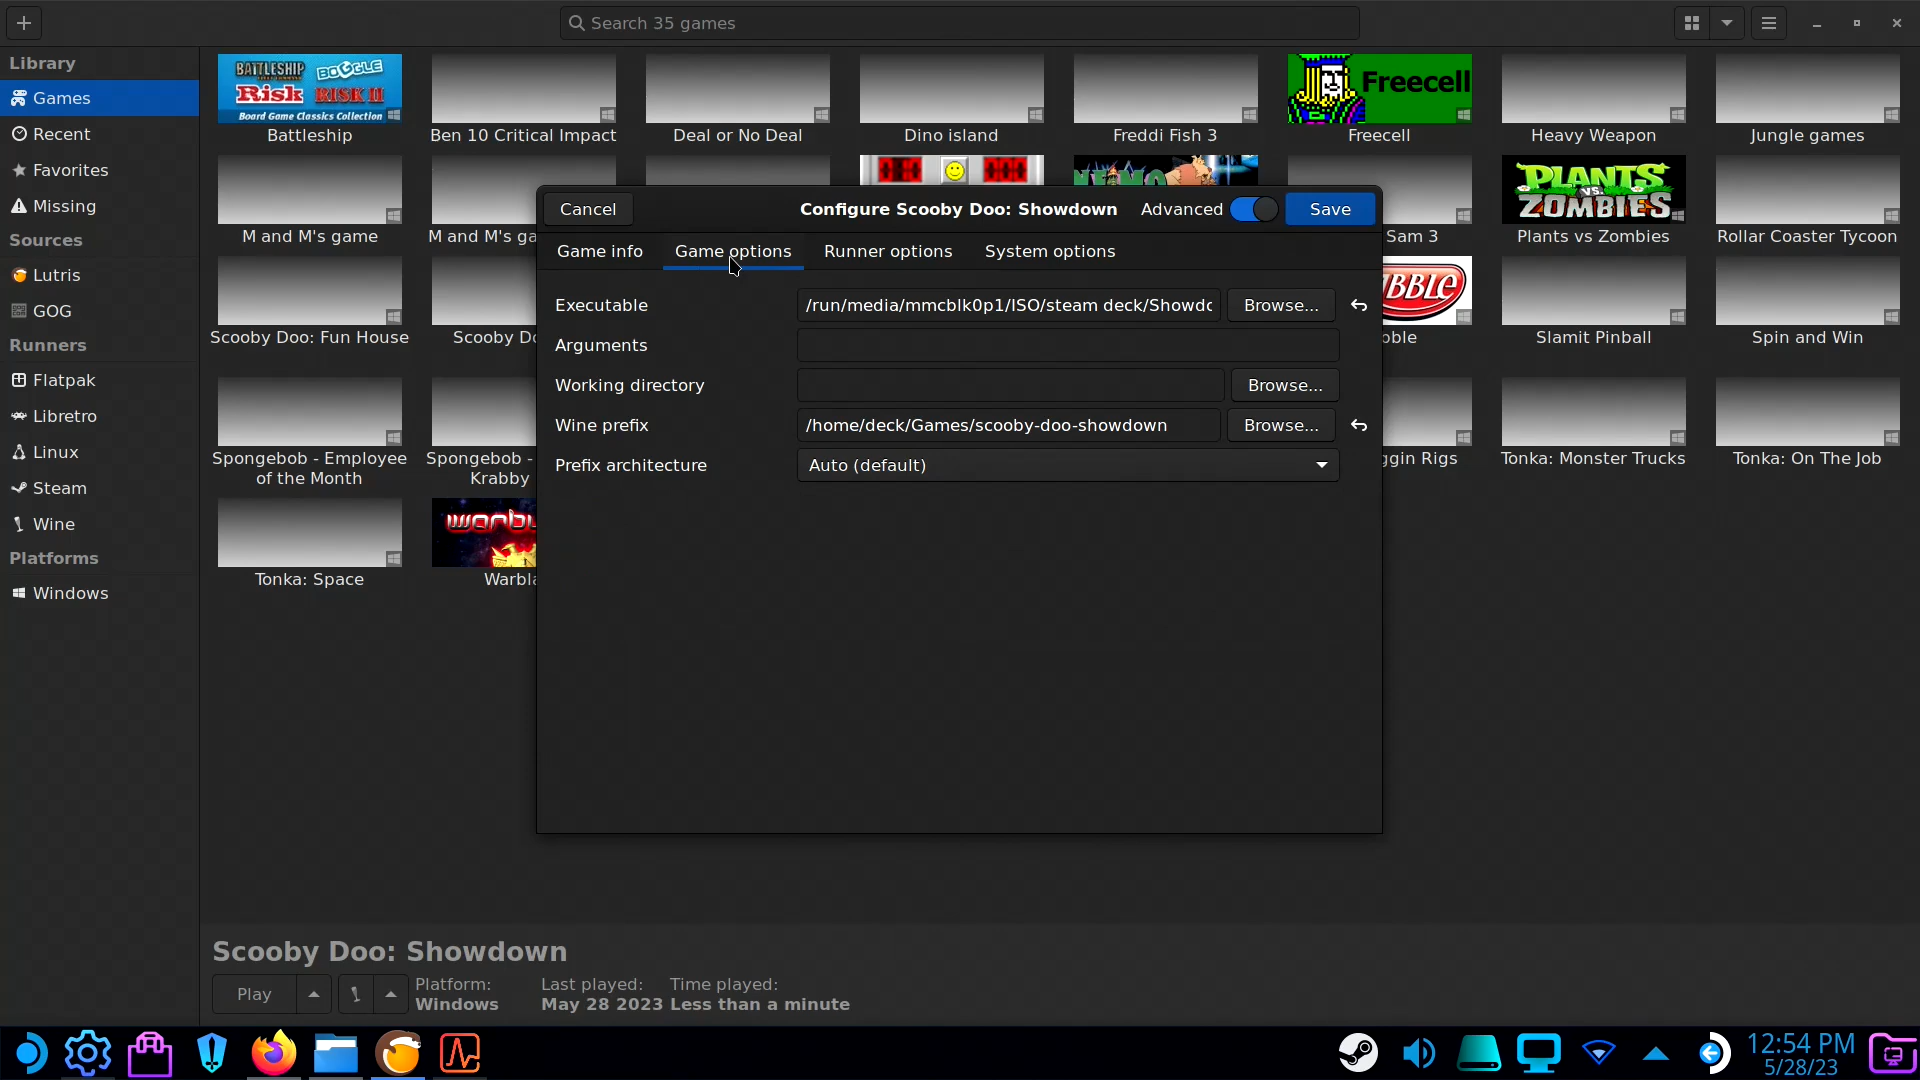 Search 35 games
Library
Games
Recent
Favorites
Missing
Sources
Lutris
GOG
Runners
Flatpak
Libretro
Linux
Steam
Wine
Platforms
Windows
BATTLESHIP BOGGLE
Risk RISK II
Board Game Classics Collection
Freecell
Battleship
Ben 10 Critical Impact
Deal or No Deal
Dino island
Freddi Fish 3
Freecell
Heavy Weapon
Jungle games
NEMO
PLANTS
VS.
ZOMBIES
M and M's game
M and M's ga
Sam 3
Plants vs Zombies
Rollar Coaster Tycoon
BBLE
Scooby Doo: Fun House
Scooby Do
bble
Slamit Pinball
Spin and Win
Spongebob - Employee
of the Month
Spongebob -
Krabby
ggin Rigs
Tonka: Monster Trucks
Tonka: On The Job
Tonka: Space
Warbla
Cancel
Configure Scooby Doo: Showdown
Advanced
Save
Game info
Game options
Runner options
System options
Executable
/run/media/mmcblk0p1/ISO/steam deck/Showdc
Browse...
Arguments
Working directory
Browse...
Wine prefix
/home/deck/Games/scooby-doo-showdown
Browse...
Prefix architecture
Auto (default)
Scooby Doo: Showdown
Play
Platform:
Windows
Last played:
May 28 2023
Time played:
Less than a minute
12:54 PM
5/28/23